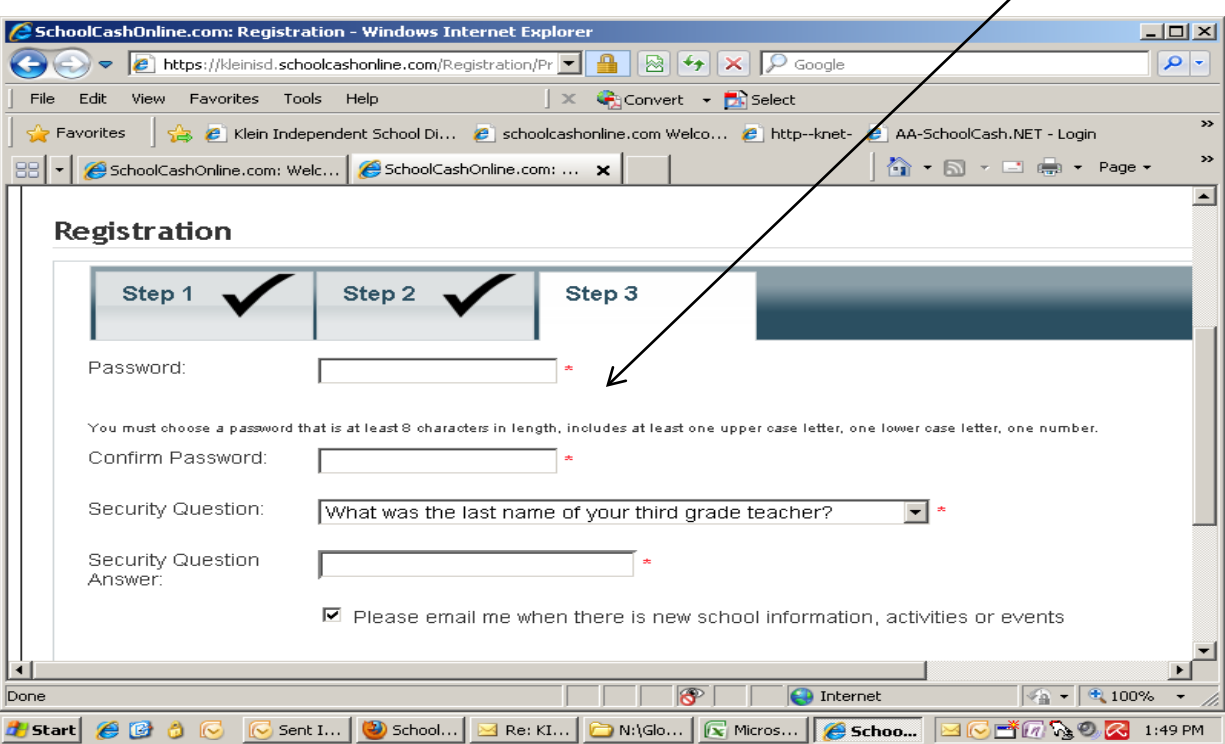 SchoolCashOnline.com: Registration - Windows Internet Explorer
https://kleinisd.schoolcashonline.com/Registration/Pr
Google
File Edit View Favorites Tools Help
Convert
Select
Favorites
Klein Independent School Di...
schoolcashonline.com Welco...
http--knet-
AA-SchoolCash.NET - Login
SchoolCashOnline.com: Welc...
SchoolCashOnline.com: ...
Page
Registration
Step 1
Step 2
Step 3
Password:
*
You must choose a password that is at least 8 characters in length, includes at least one upper case letter, one lower case letter, one number.
Confirm Password:
*
Security Question:
What was the last name of your third grade teacher?
*
Security Question
Answer:
*
Please email me when there is new school information, activities or events
Done
Internet
100%
Start
Sent I...
School...
Re: KI...
N:\Glo...
Micros...
Schoo...
1:49 PM